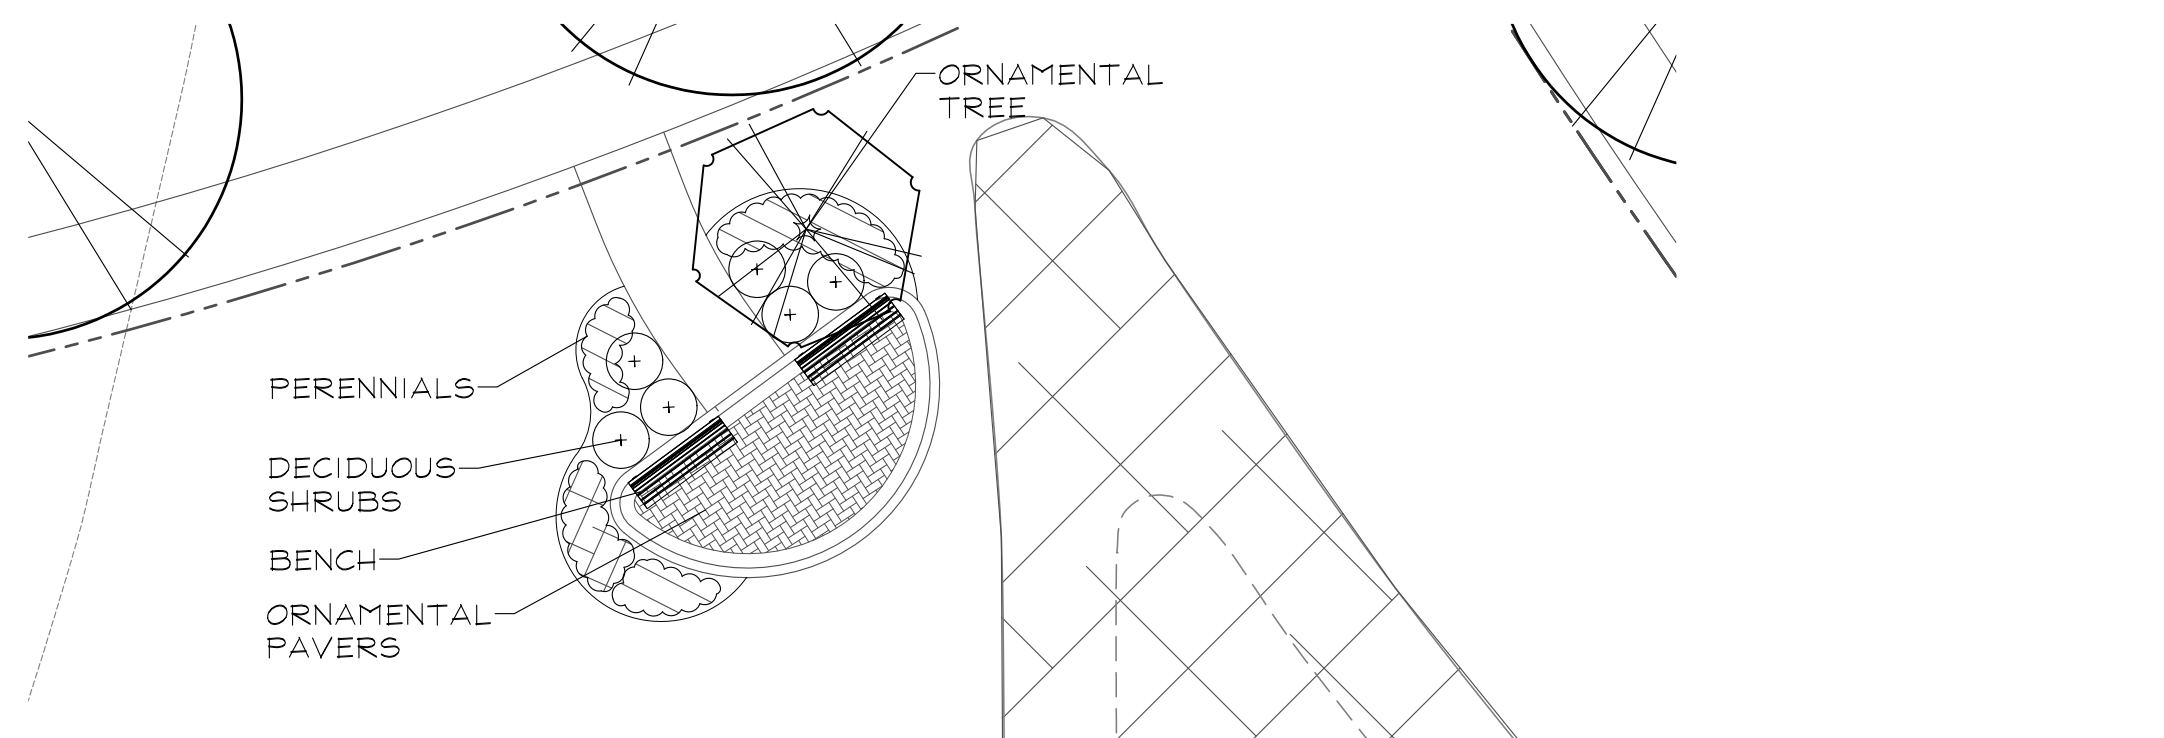 ORNAMENTAL
TREE
PERENNIALS
DECIDUOUS
SHRUBS
BENCH
ORNAMENTAL
PAVERS